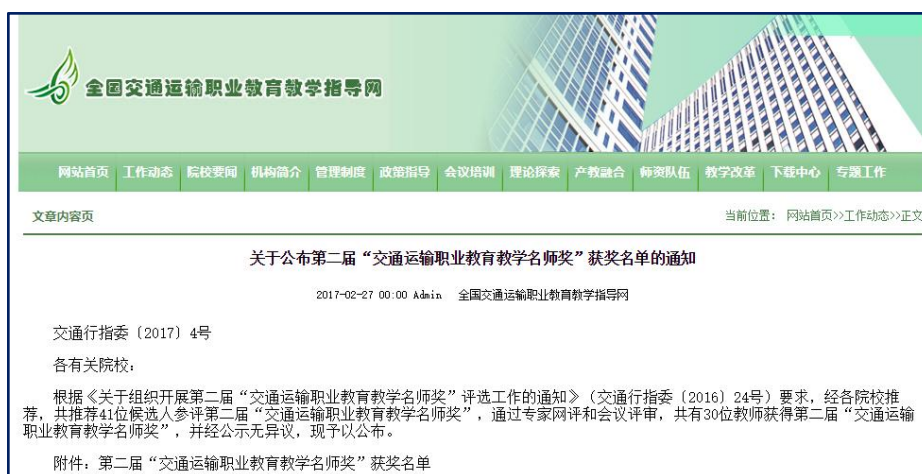 全国交通运输职业教育教学指导网
网站首页 工作动态 院校要闻 机构简介 管理制度 政策指导 会议培训 理论探索 产教融合 师资队伍 教学改革 下载中心 专题工作
文章内容页 当前位置： 网站首页>>工作动态>>正文
关于公布第二届“交通运输职业教育教学名师奖”获奖名单的通知
2017-02-27 00:00 Admin 全国交通运输职业教育教学指导网
交通行指委〔2017〕4号
各有关院校：
根据《关于组织开展第二届“交通运输职业教育教学名师奖”评选工作的通知》（交通行指委〔2016〕24号）要求，经各院校推
荐，共推荐41位候选人参评第二届“交通运输职业教育教学名师奖”，通过专家网评和会议评审，共有30位教师获得第二届“交通运输
职业教育教学名师奖”，并经公示无异议，现予以公布。
附件：第二届“交通运输职业教育教学名师奖”获奖名单